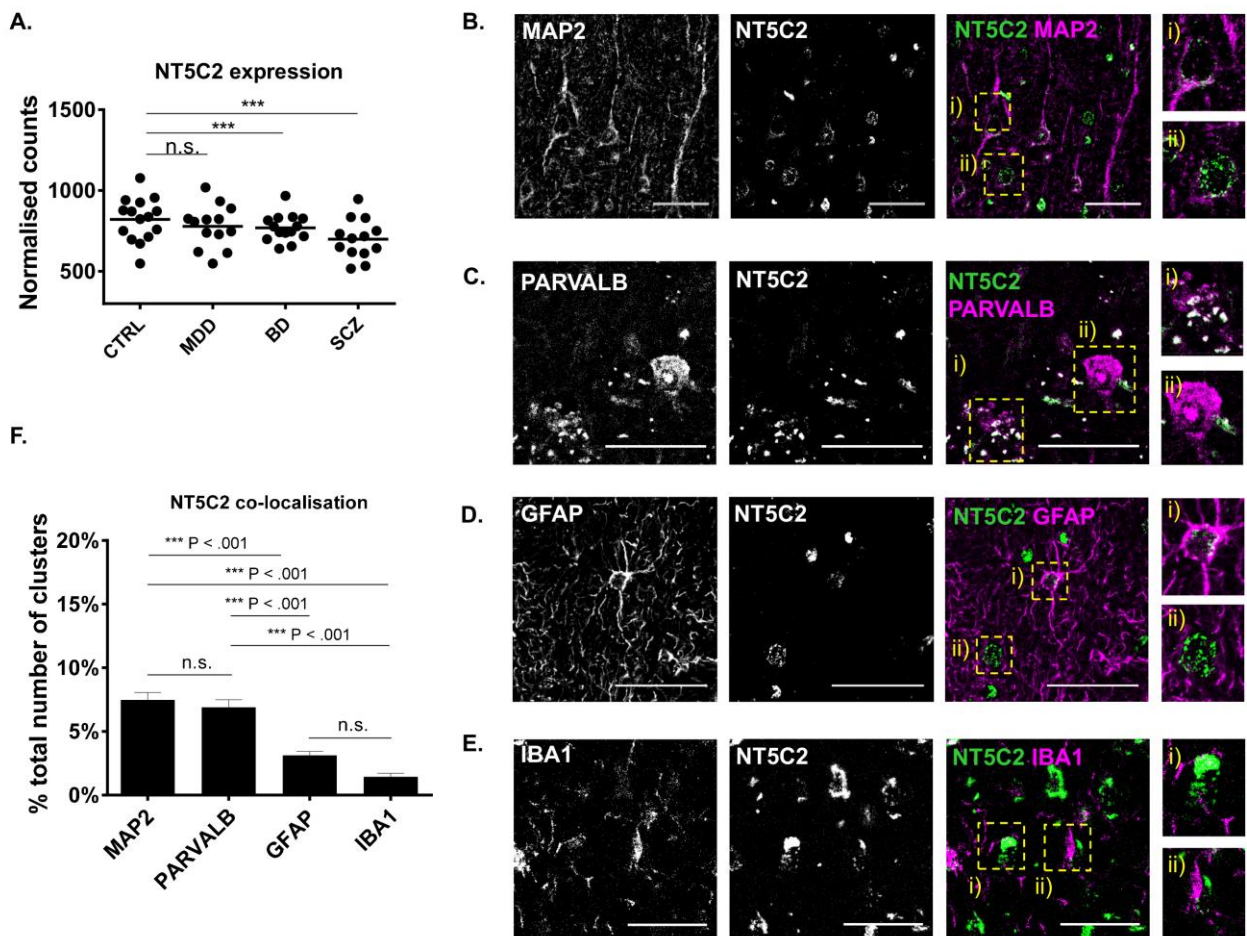 A.
NT5C2 expression
***
***
n.s.
1500
1000
500
Normalised counts
CTRL
MDD
BD
SCZ
B.
MAP2
NT5C2
NT5C2 MAP2
i)
ii)
i)
ii)
C.
PARVALB
NT5C2
NT5C2
PARVALB
i)
ii)
i)
ii)
F.
NT5C2 co-localisation
20%
15%
10%
5%
0%
% total number of clusters
*** P < .001
*** P < .001
*** P < .001
*** P < .001
n.s.
n.s.
MAP2
PARVALB
GFAP
IBA1
D.
GFAP
NT5C2
NT5C2 GFAP
i)
ii)
i)
ii)
E.
IBA1
NT5C2
NT5C2 IBA1
i)
ii)
i)
ii)